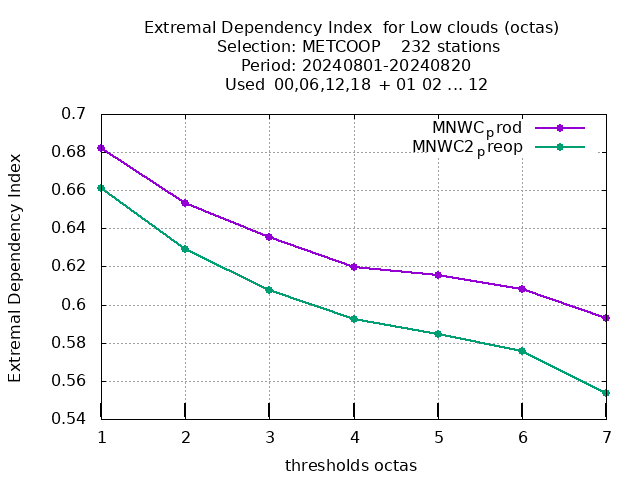 Extremal Dependency Index  for Low clouds (octas)
Selection: METCOOP    232 stations
Period: 20240801-20240820
Used  00,06,12,18 + 01 02 ... 12
MNWCprod
MNWC2preop
Extremal Dependency Index
0.7
0.68
0.66
0.64
0.62
0.6
0.58
0.56
0.54
1 2 3 4 5 6 7
thresholds octas